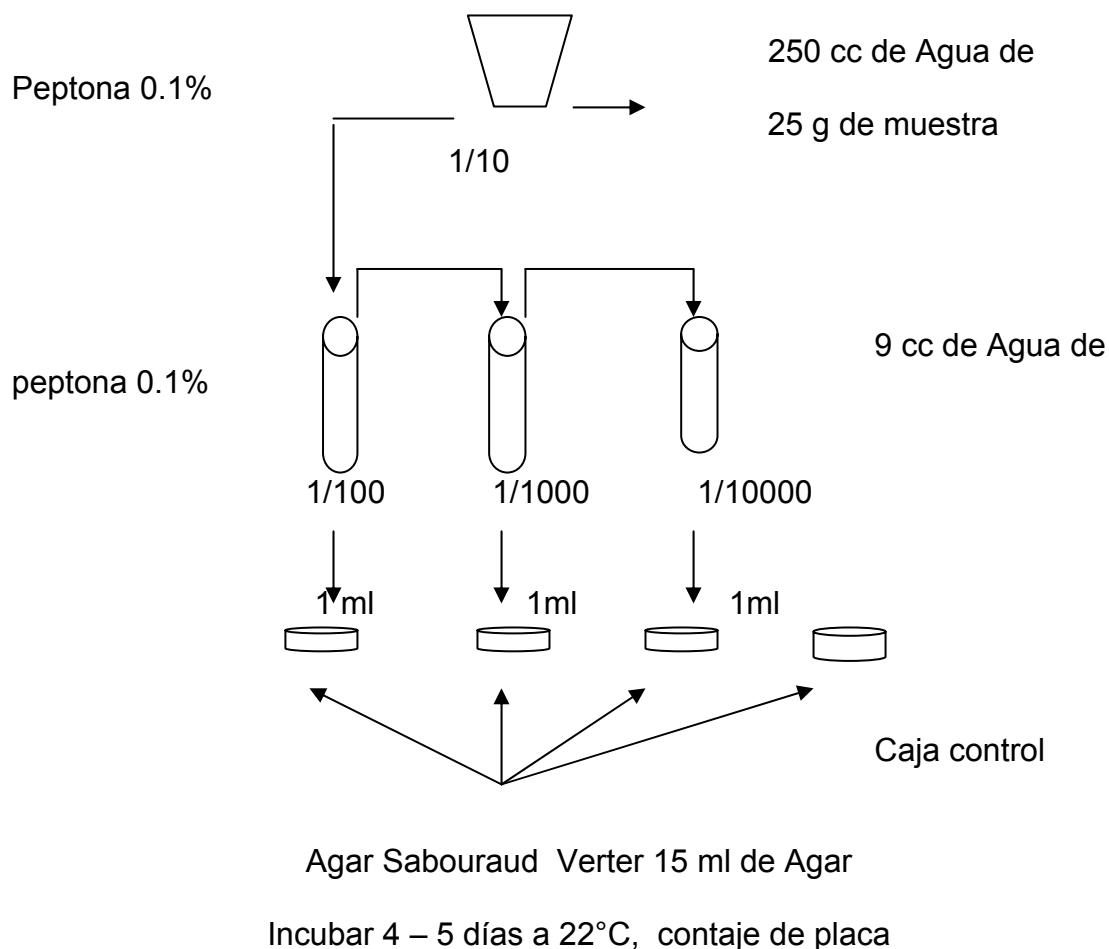 250 cc de Agua de
Peptona 0.1%
25 g de muestra
1/10
9 cc de Agua de
peptona 0.1%
1/100 1/1000 1/10000
1 ml 1ml 1ml
Caja control
Agar Sabouraud Verter 15 ml de Agar
Incubar 4 – 5 días a 22°C, contaje de placa